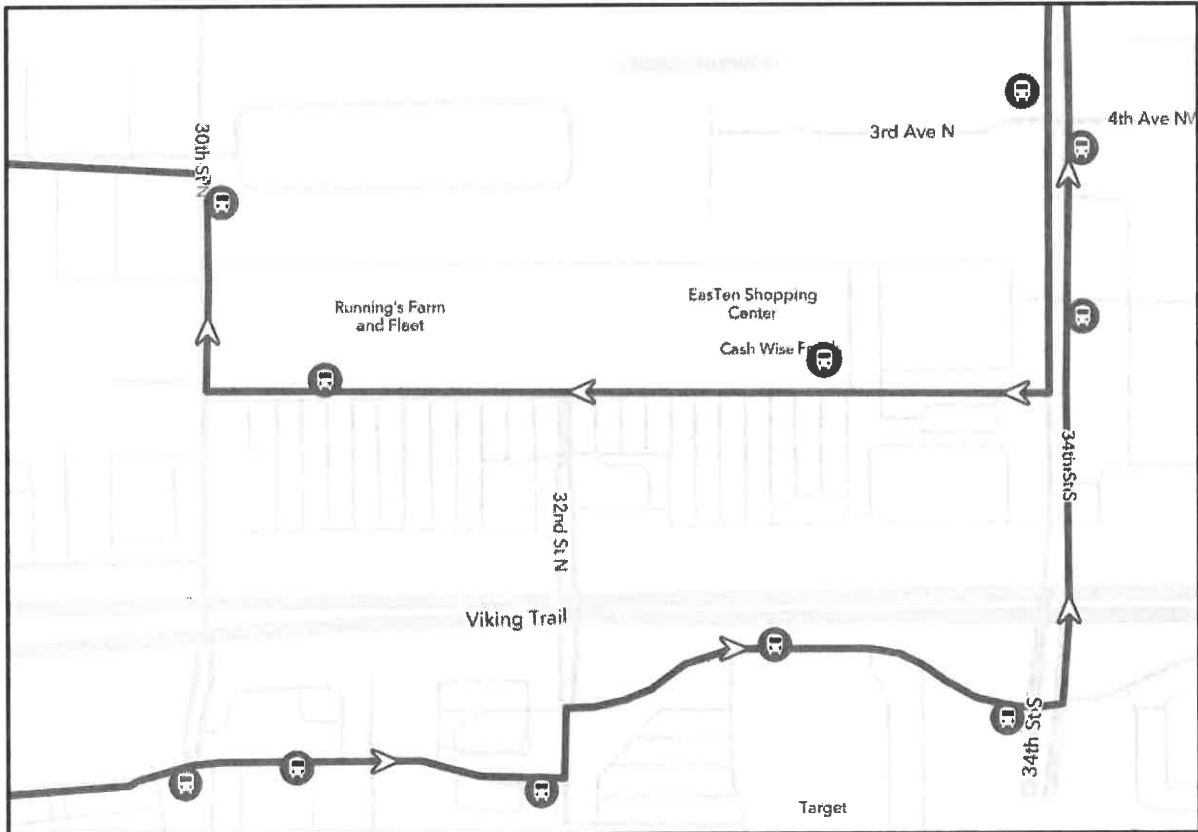 3rd Ave N
4th Ave NW
30th St N
Running's Farm
and Fleet
EasTen Shopping
Center
Cash Wise
34th St S
32nd St N
Viking Trail
34th St S
Target